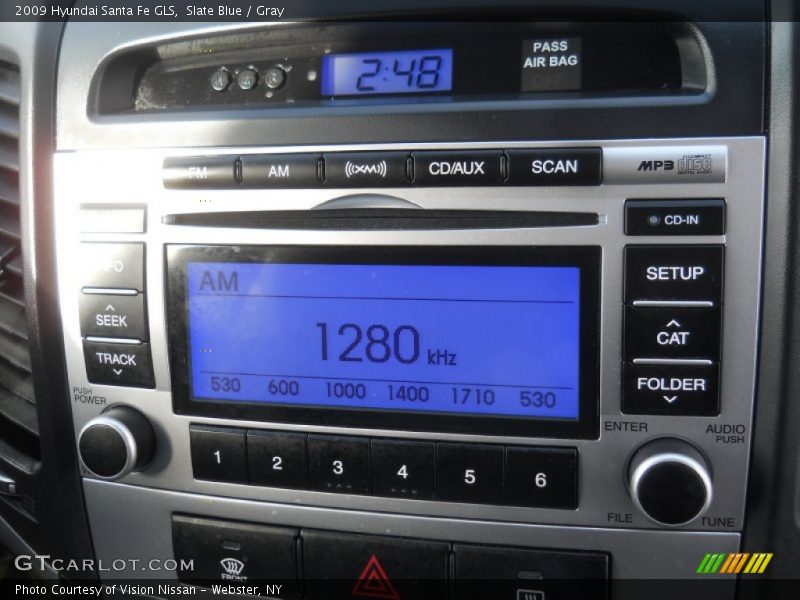 2009 Hyundai Santa Fe GLS, Slate Blue / Gray
2:48
PASS
AIR BAG
OFF
FM AM ((XM)) CD/AUX SCAN MP3 disc
CD-IN
SETUP
SEEK
CAT
TRACK
FOLDER
AM
1280 kHz
530 600 1000 1400 1710 530
PUSH
POWER
ENTER
AUDIO
PUSH
1 2 3 4 5 6
FILE
TUNE
FRONT
GTCARLOT.COM
Photo Courtesy of Vision Nissan - Webster, NY